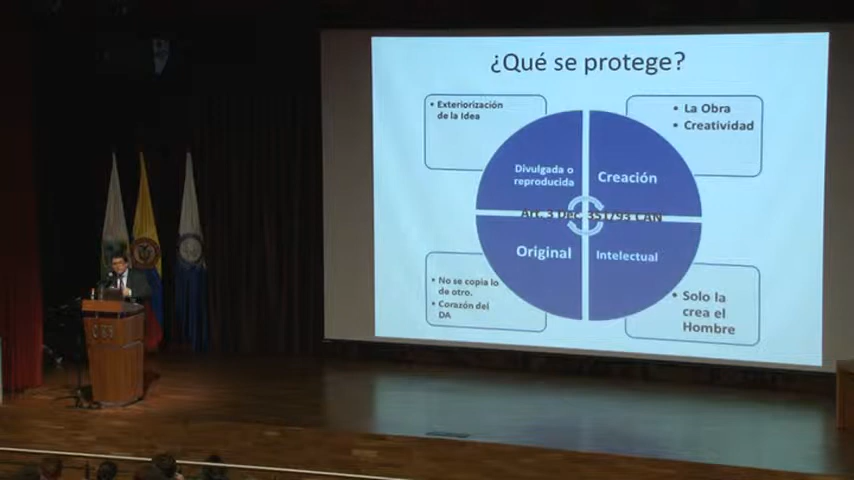 ¿Qué se protege?
• Exteriorización
de la Idea
• La Obra
• Creatividad
Divulgada o
reproducida
Creación
Art. 3 Dec. 351/93 CAN
Original
Intelectual
• No se copia lo
de otro.
• Corazón del
DA
• Solo la
crea el
Hombre